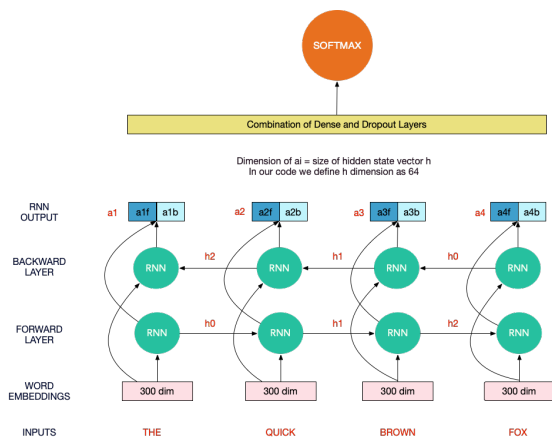 SOFTMAX
Combination of Dense and Dropout Layers
Dimension of ai = size of hidden state vector h
In our code we define h dimension as 64
RNN OUTPUT a1 a1f a1b a2 a2f a2b a3 a3f a3b a4 a4f a4b
BACKWARD LAYER RNN h2 RNN h1 RNN h0 RNN
FORWARD LAYER RNN h0 RNN h1 RNN h2 RNN
WORD EMBEDDINGS 300 dim 300 dim 300 dim 300 dim
INPUTS THE QUICK BROWN FOX